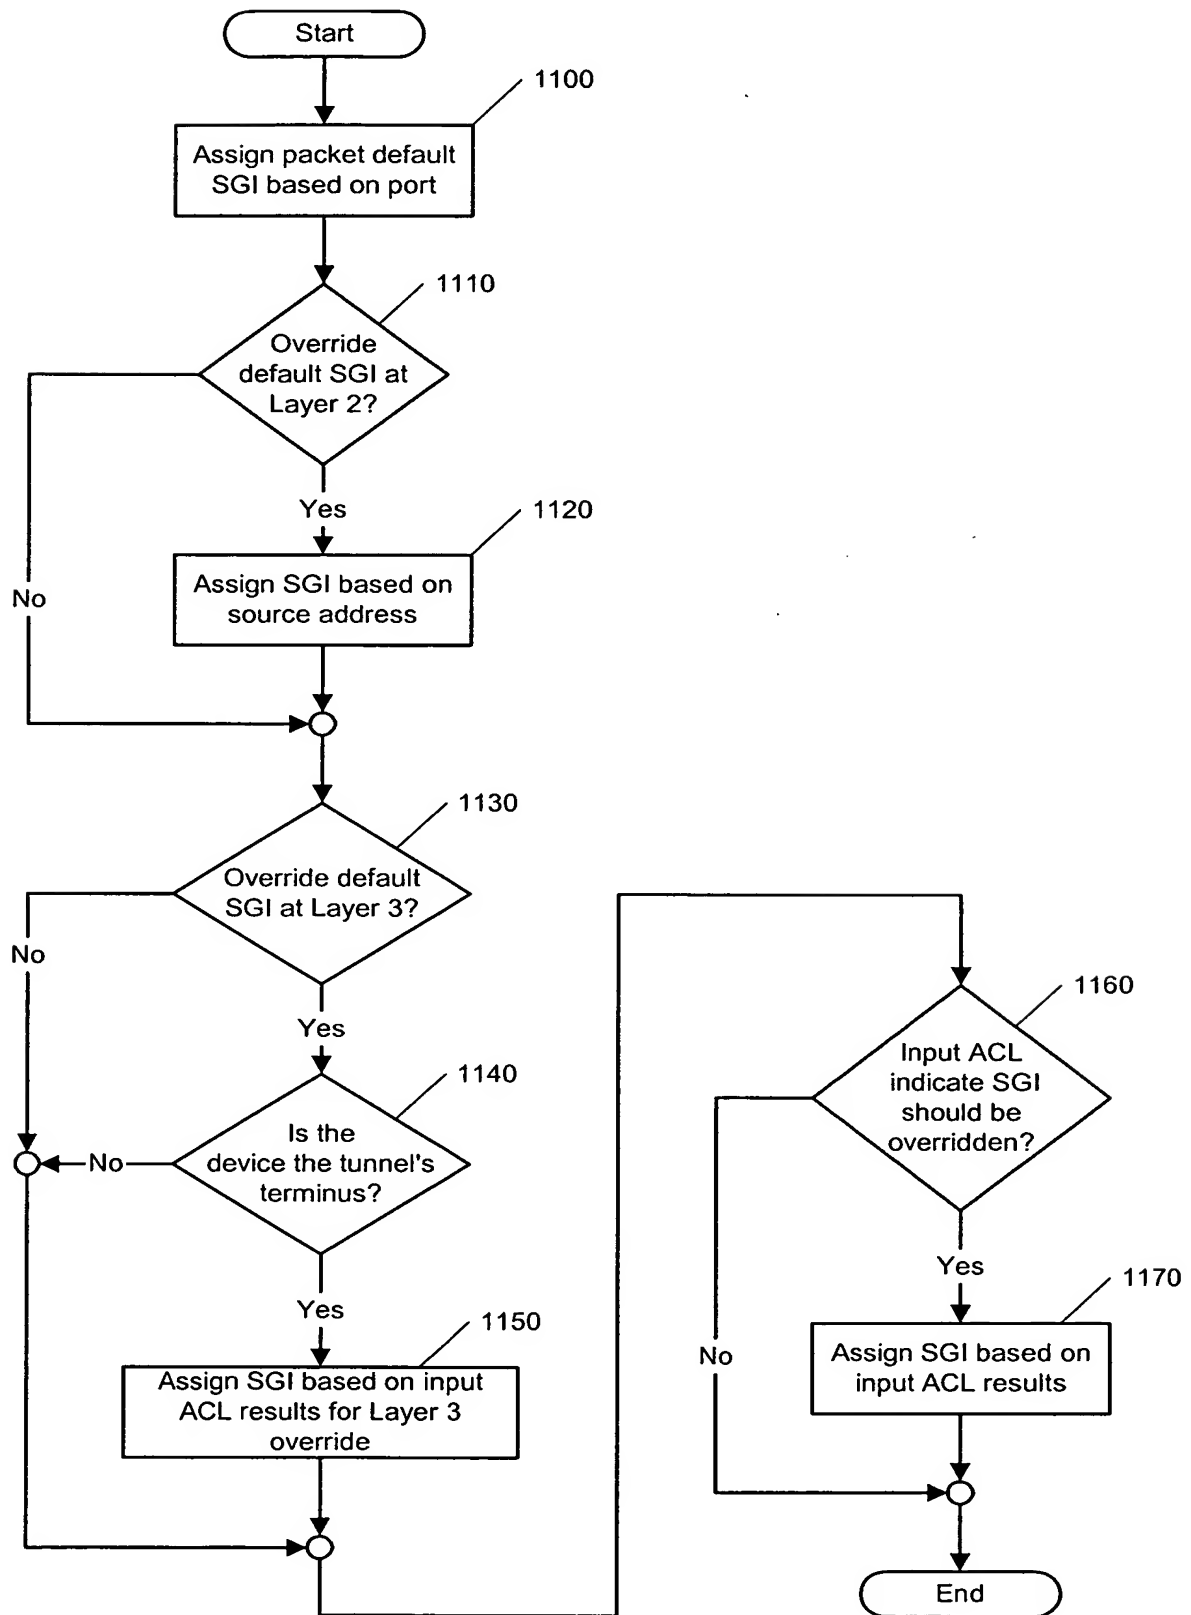 Start
1100
Assign packet default
SGI based on port
1110
Override
default SGI at
Layer 2?
Yes
No
1120
Assign SGI based on
source address
1130
Override default
SGI at Layer 3?
No
Yes
1140
Is the
device the tunnel's
terminus?
No
Yes
1150
Assign SGI based on input
ACL results for Layer 3
override
1160
Input ACL
indicate SGI
should be
overridden?
Yes
No
1170
Assign SGI based on
input ACL results
End